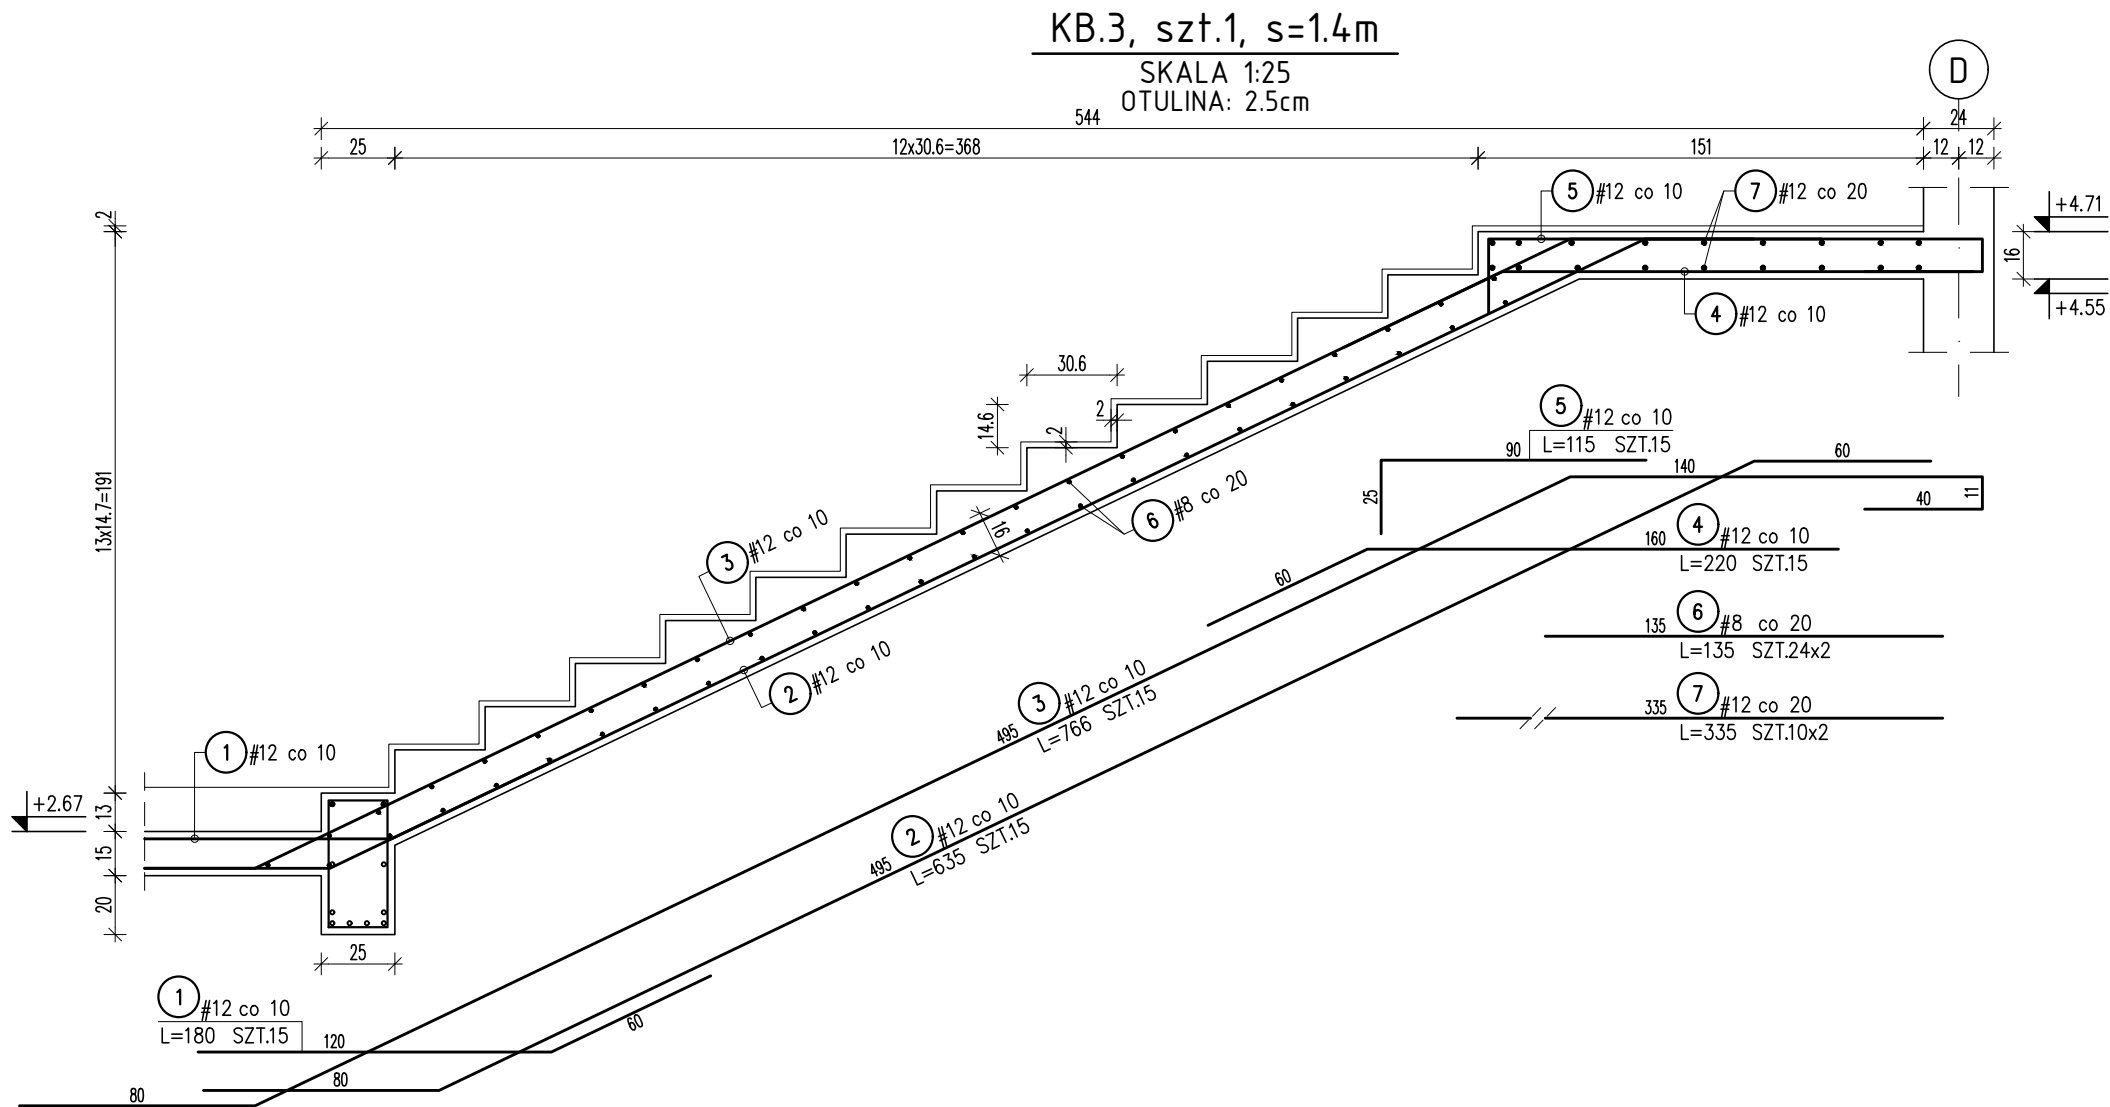 KB.3, szt.1, s=1.4m
SKALA 1:25
OTULINA: 2.5cm
D
544
24
25
12x30.6=368
151
12
12
2
5 #12 co 10
7 #12 co 20
+4.71
16
+4.55
4 #12 co 10
30.6
14.6
2
2
13x14.7=191
6 #8 co 20
16
3 #12 co 10
2 #12 co 10
1 #12 co 10
+2.67
13
15
20
25
5 #12 co 10
L=115 SZT.15
90
25
60
140
11
40
4 #12 co 10
160
L=220 SZT.15
60
6 #8 co 20
135
L=135 SZT.24x2
7 #12 co 20
335
L=335 SZT.10x2
3 #12 co 10
495
L=766 SZT.15
2 #12 co 10
495
L=635 SZT.15
1 #12 co 10
L=180 SZT.15
120
60
80
80